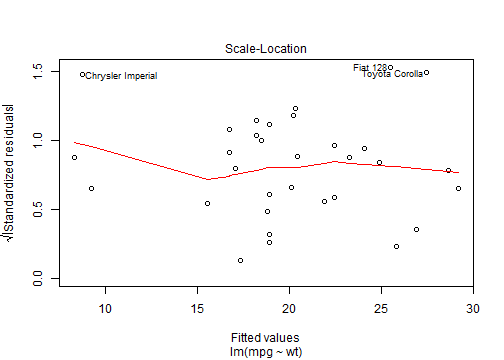 Scale-Location
Fiat 128
Chrysler Imperial
Toyota Corolla
√|Standardized residuals|
1.5
1.0
0.5
0.0
10 15 20 25 30
Fitted values
lm(mpg ~ wt)